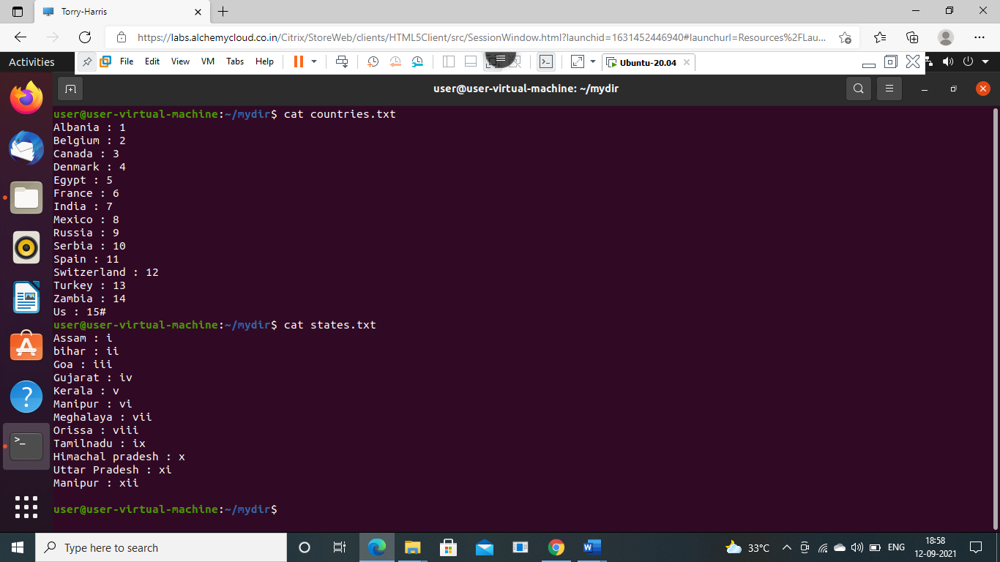 Torry-Harris
https://labs.alchemycloud.co.in/Citrix/StoreWeb/clients/HTML5Client/src/SessionWindow.html?launchid=1631452446940#launchurl=Resources%2FLau...
Activities
File Edit View VM Tabs Help
Ubuntu-20.04
user@user-virtual-machine: ~/mydir
user@user-virtual-machine:~/mydir$ cat countries.txt
Albania : 1
Belgium : 2
Canada : 3
Denmark : 4
Egypt : 5
France : 6
India : 7
Mexico : 8
Russia : 9
Serbia : 10
Spain : 11
Switzerland : 12
Turkey : 13
Zambia : 14
Us : 15#
user@user-virtual-machine:~/mydir$ cat states.txt
Assam : i
bihar : ii
Goa : iii
Gujarat : iv
Kerala : v
Manipur : vi
Meghalaya : vii
Orissa : viii
Tamilnadu : ix
Himachal pradesh : x
Uttar Pradesh : xi
Manipur : xii
user@user-virtual-machine:~/mydir$
Type here to search
33°C
ENG
18:58
12-09-2021